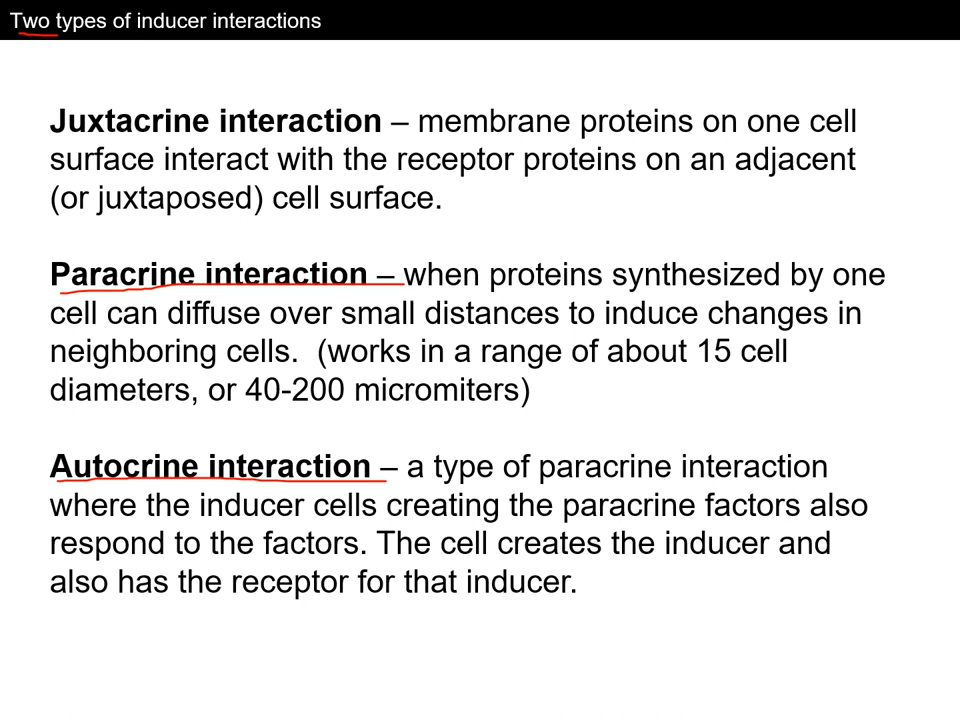 Two types of inducer interactions
Juxtacrine interaction – membrane proteins on one cell
surface interact with the receptor proteins on an adjacent
(or juxtaposed) cell surface.
Paracrine interaction – when proteins synthesized by one
cell can diffuse over small distances to induce changes in
neighboring cells.  (works in a range of about 15 cell
diameters, or 40-200 micromiters)
Autocrine interaction – a type of paracrine interaction
where the inducer cells creating the paracrine factors also
respond to the factors. The cell creates the inducer and
also has the receptor for that inducer.